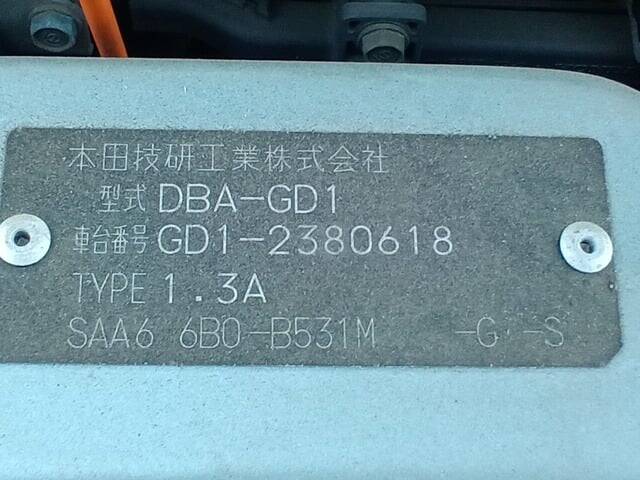 本田技研工業株式会社
型式 DBA-GD1
車台番号 GD1-2380618
TYPE 1.3A
SAA6 6B0-B531M -G -S